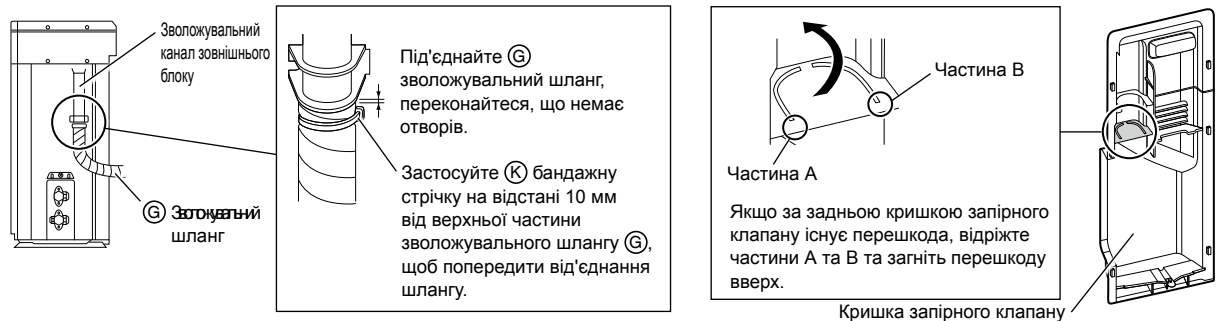 Зволожувальний
канал зовнішнього
блоку
Ⓖ
шланг
Під'єднайте Ⓖ
зволожувальний шланг,
переконайтеся, що немає
отворів.
Застосуйте Ⓚ бандажну
стрічку на відстані 10 мм
від верхньої частини
зволожувального шлангу Ⓖ,
щоб попередити від'єднання
шлангу.
Частина B
Частина A
Якщо за задньою кришкою запірного
клапану існує перешкода, відріжте
частини A та B та загніть перешкоду
вверх.
Кришка запірного клапану